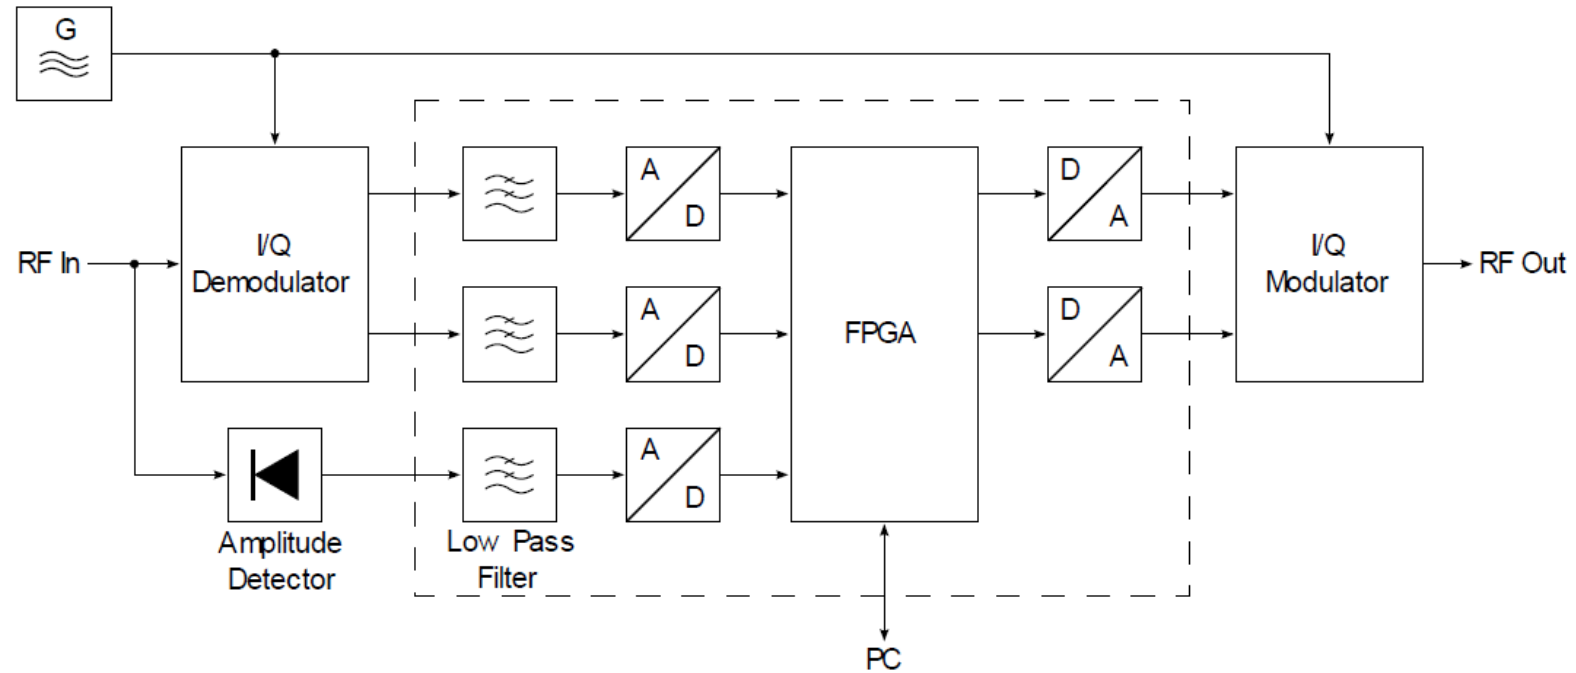 G
A
D
D
A
I/Q
Demodulator
I/Q
Modulator
RF In
RF Out
A
D
FPGA
D
A
A
D
Amplitude
Detector
Low Pass
Filter
PC